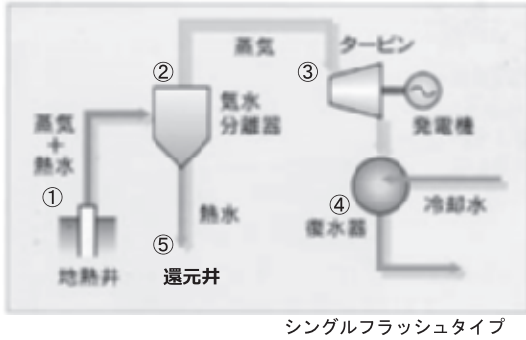 蒸気
タービン
②
③
気水
分離器
発電機
蒸気
+
熱水
①
④
冷却水
復水器
熱水
⑤
地熱井
還元井
シングルフラッシュタイプ